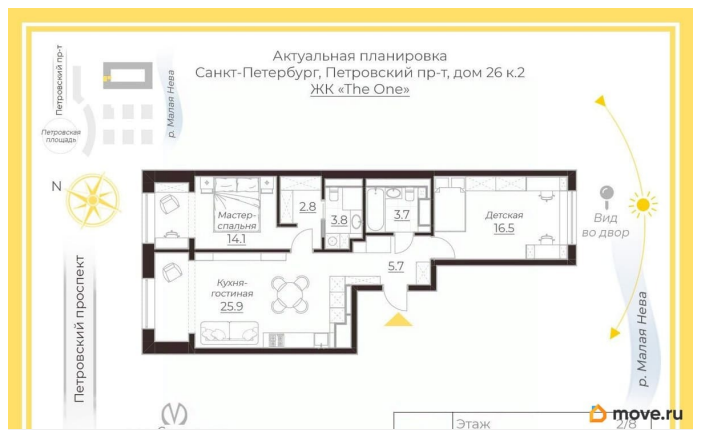 Актуальная планировка
Санкт-Петербург, Петровский пр-т, дом 26 к.2
ЖК «The One»
Петровский пр-т
р. Малая Нева
Петровская
площадь
N
Мастер-
спальня
14.1
2.8
3.8
3.7
Детская
16.5
Вид
во двор
5.7
Кухня-
гостиная
25.9
Петровский проспект
р. Малая Нева
Этаж
2/8
move.ru